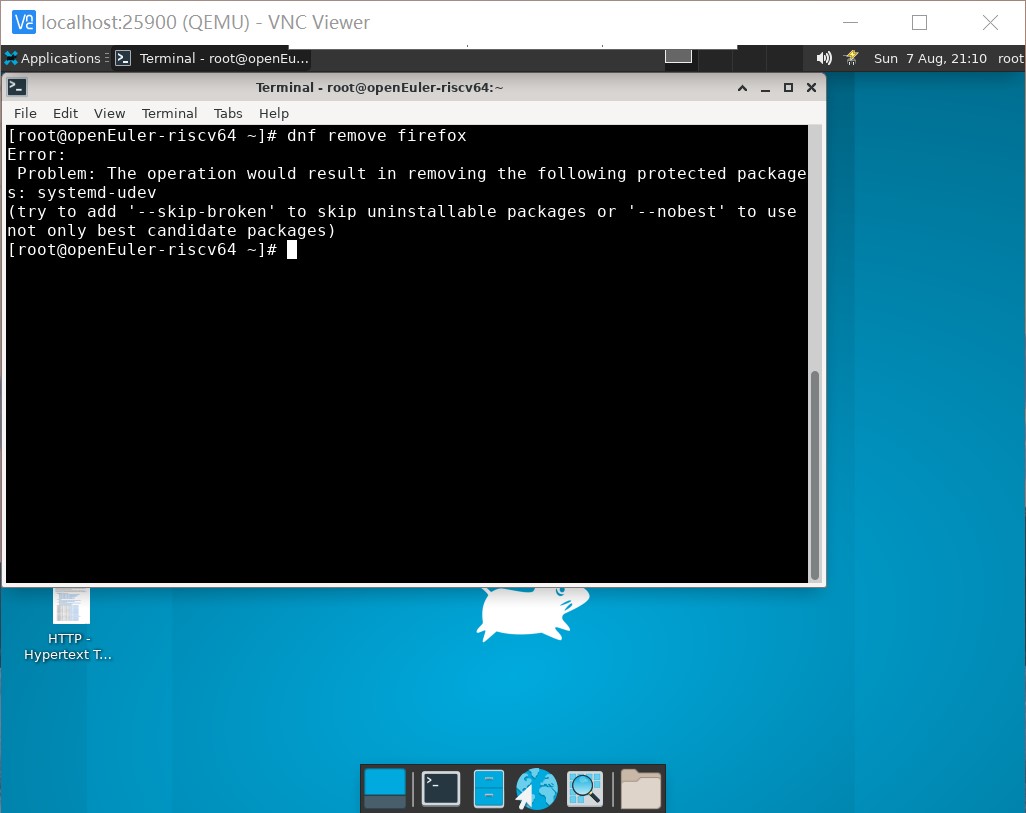 localhost:25900 (QEMU) - VNC Viewer
Applications Terminal - root@openEu... Sun 7 Aug, 21:10 root
Terminal - root@openEuler-riscv64:~
File Edit View Terminal Tabs Help
[root@openEuler-riscv64 ~]# dnf remove firefox
Error:
 Problem: The operation would result in removing the following protected package
s: systemd-udev
(try to add '--skip-broken' to skip uninstallable packages or '--nobest' to use
not only best candidate packages)
[root@openEuler-riscv64 ~]#
HTTP -
Hypertext T...